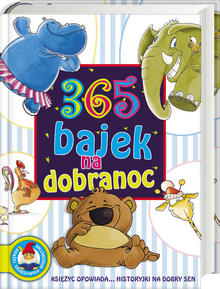 365
bajek
na
dobranoc
KSIĘŻYC OPOWIADA... HISTORYJKI NA DOBRY SEN